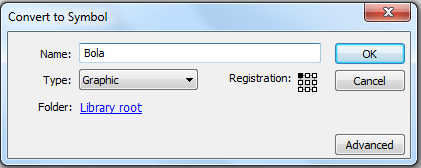 Convert to Symbol
Name: Bola OK
Type: Graphic Registration: Cancel
Folder: Library root
Advanced